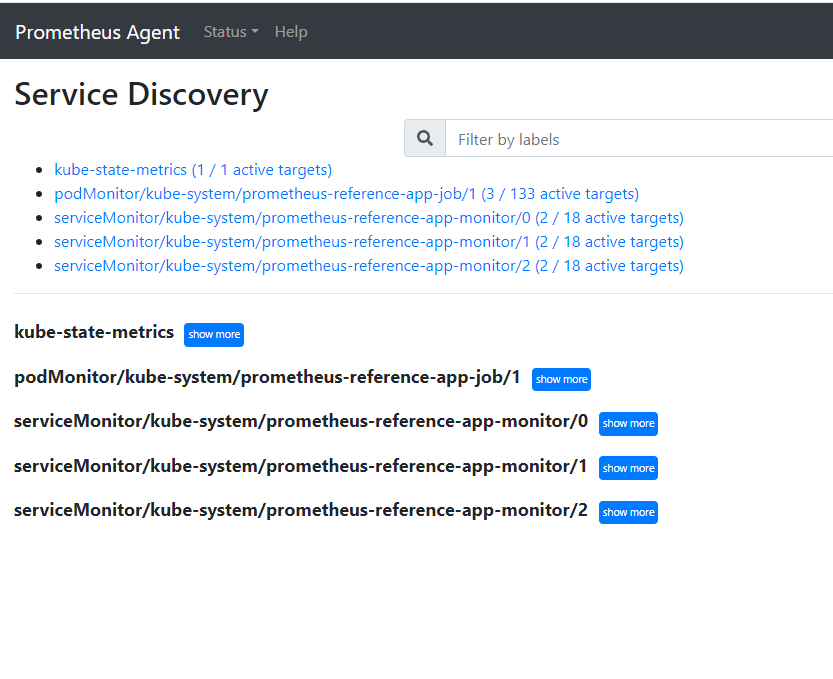 Prometheus Agent Status Help
Service Discovery
Filter by labels
kube-state-metrics (1 / 1 active targets)
podMonitor/kube-system/prometheus-reference-app-job/1 (3 / 133 active targets)
serviceMonitor/kube-system/prometheus-reference-app-monitor/0 (2 / 18 active targets)
serviceMonitor/kube-system/prometheus-reference-app-monitor/1 (2 / 18 active targets)
serviceMonitor/kube-system/prometheus-reference-app-monitor/2 (2 / 18 active targets)
kube-state-metrics show more
podMonitor/kube-system/prometheus-reference-app-job/1 show more
serviceMonitor/kube-system/prometheus-reference-app-monitor/0 show more
serviceMonitor/kube-system/prometheus-reference-app-monitor/1 show more
serviceMonitor/kube-system/prometheus-reference-app-monitor/2 show more